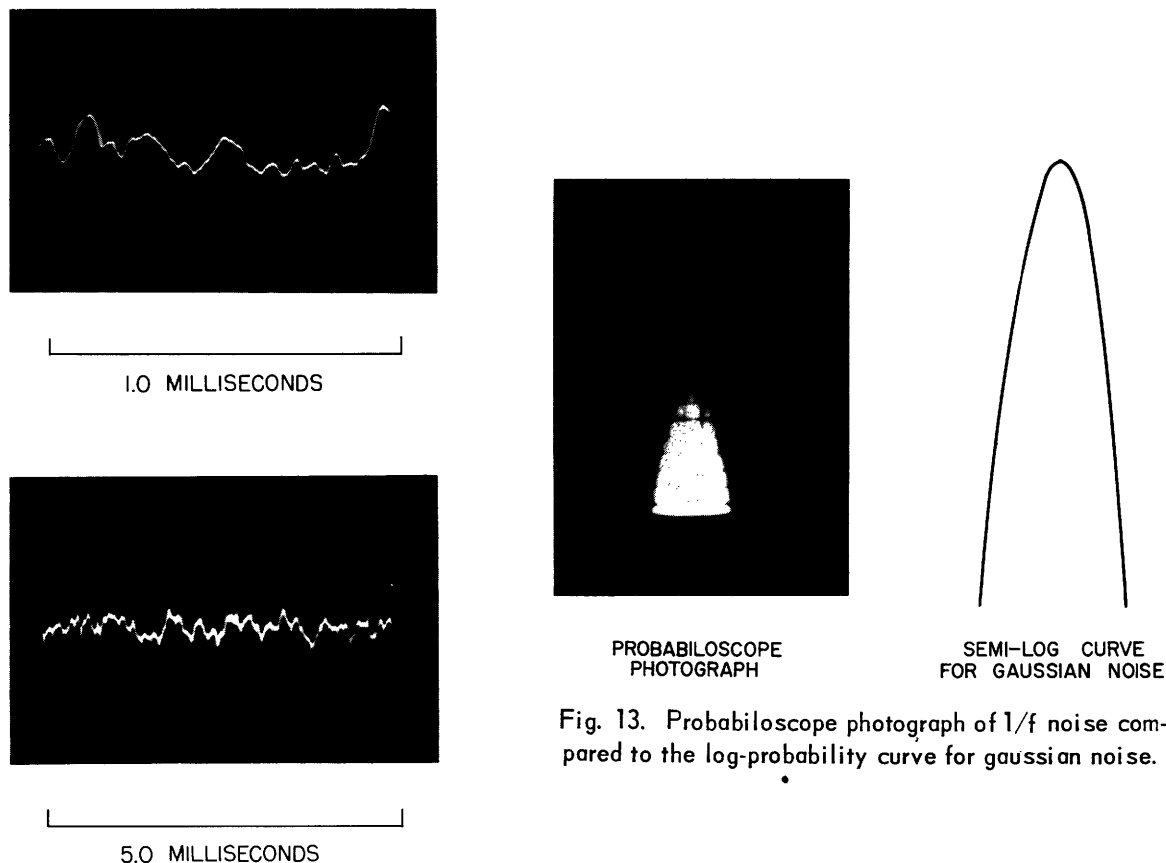 1.0 MILLISECONDS
5.0 MILLISECONDS
PROBABILOSCOPE
PHOTOGRAPH
SEMI-LOG CURVE
FOR GAUSSIAN NOISE
Fig. 13. Probabiloscope photograph of 1/f noise com-
pared to the log-probability curve for gaussian noise.